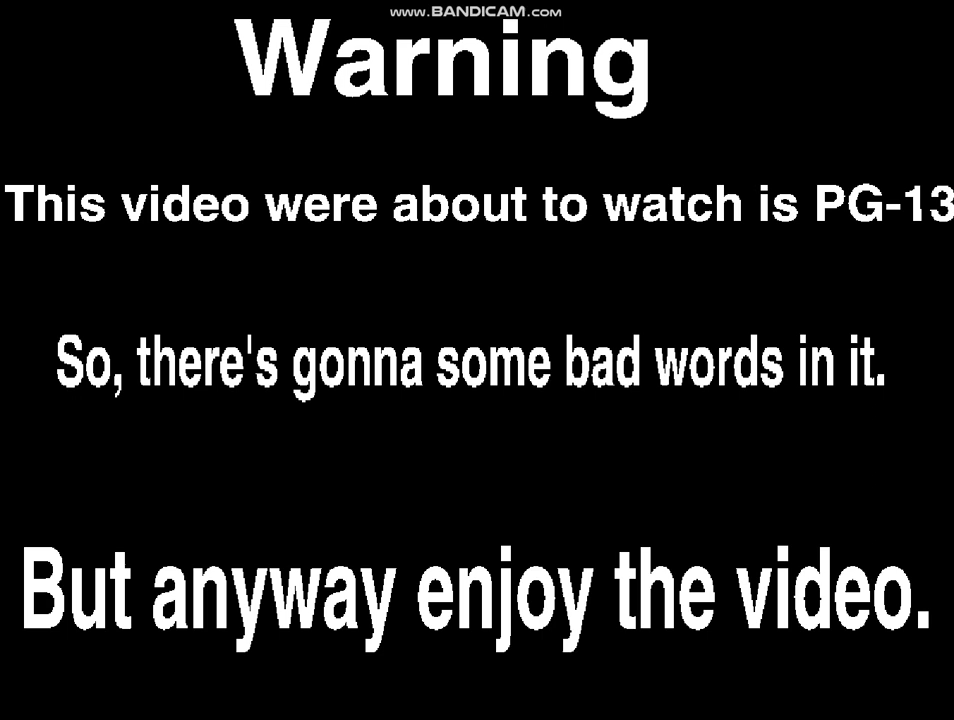 www.BANDICAM.com
Warning
This video were about to watch is PG-13
So, there's gonna some bad words in it.
But anyway enjoy the video.